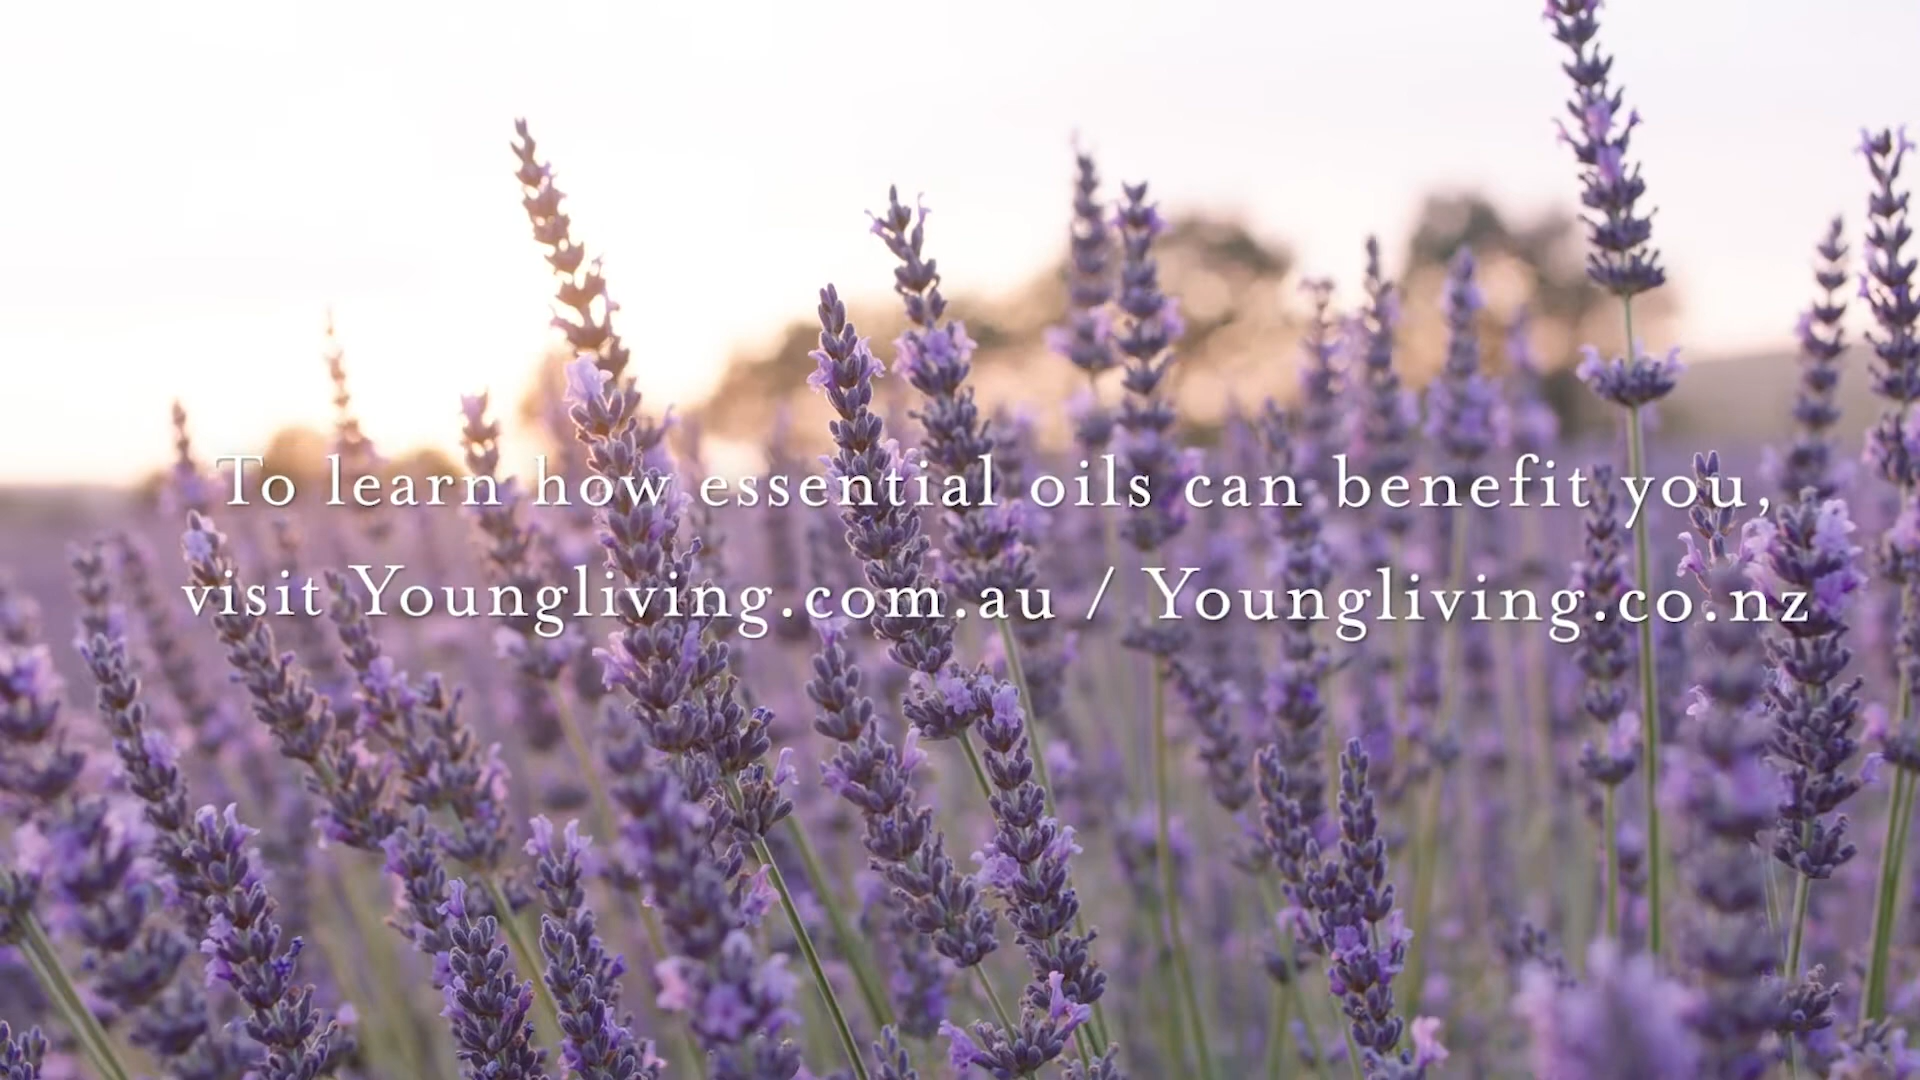 To learn how essential oils can benefit you,
visit Youngliving.com.au / Youngliving.co.nz